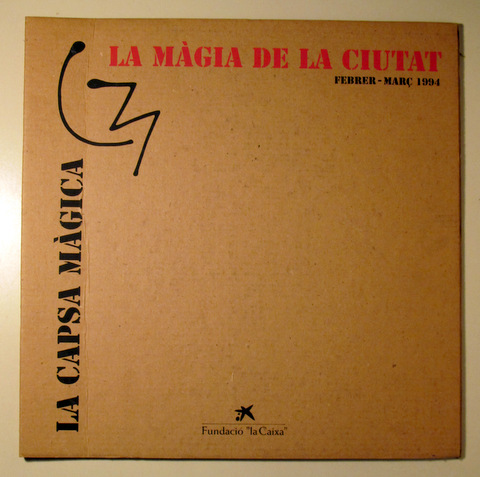 LA MÀGIA DE LA CIUTAT
FEBRER - MARÇ 1994
LA CAPSA MÀGICA
Fundació "la Caixa"